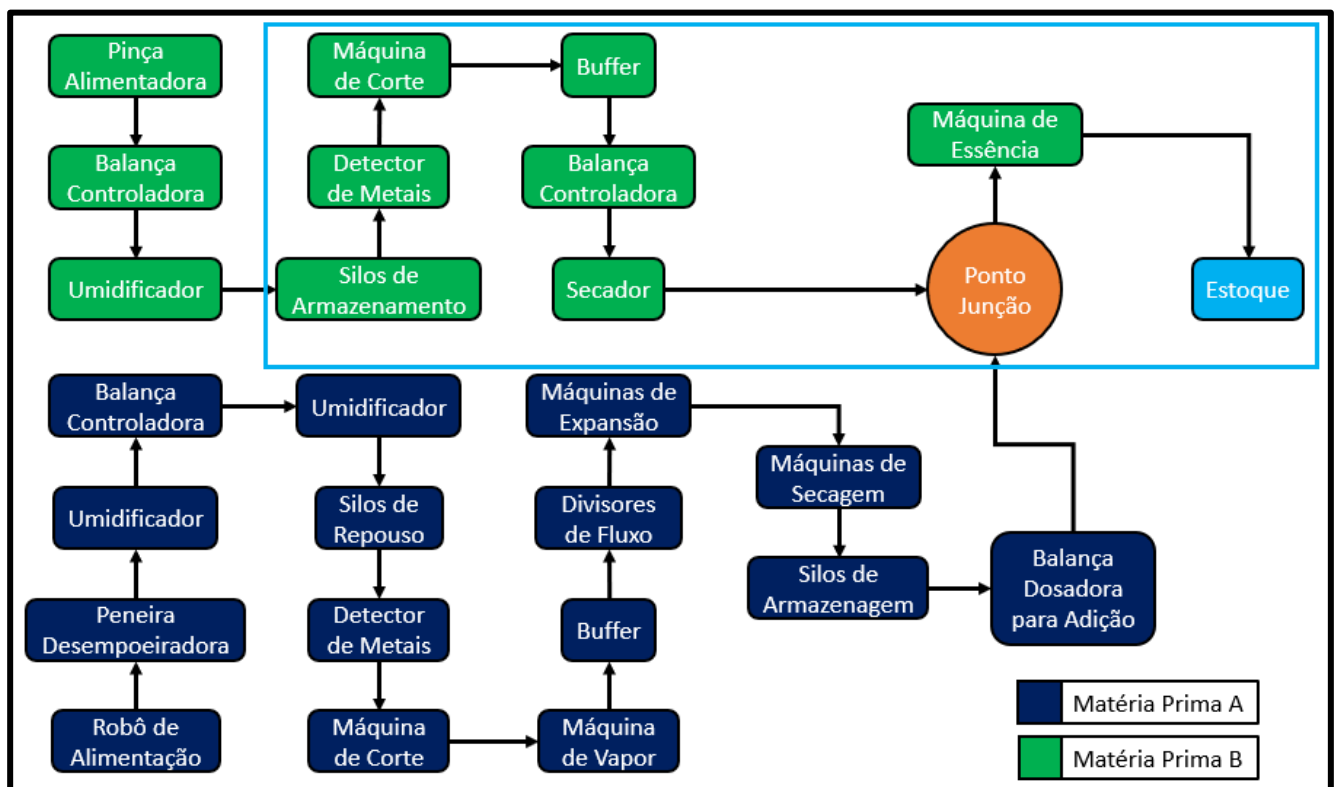 Pinça
Alimentadora
Balança
Controladora
Umidificador
Silos de
Armazenamento
Detector
de Metais
Máquina
de Corte
Buffer
Balança
Controladora
Secador
Ponto
Junção
Máquina de
Essência
Estoque
Robô de
Alimentação
Peneira
Desempoeiradora
Umidificador
Balança
Controladora
Umidificador
Silos de
Repouso
Detector
de Metais
Máquina
de Corte
Máquina
de Vapor
Buffer
Divisores
de Fluxo
Máquinas de
Expansão
Máquinas de
Secagem
Silos de
Armazenagem
Balança
Dosadora
para Adição
Matéria Prima A
Matéria Prima B